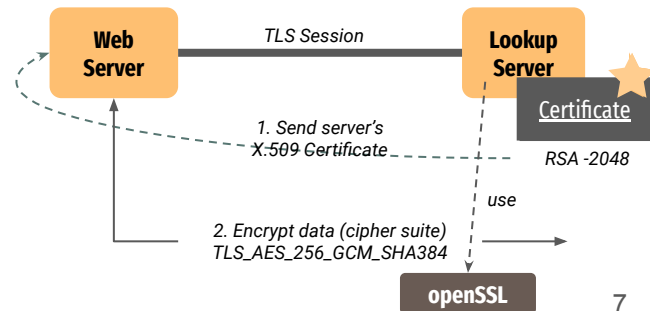 Web
Server
TLS Session
Lookup
Server
Certificate
1. Send server's
X.509 Certificate
RSA -2048
use
2. Encrypt data (cipher suite)
TLS_AES_256_GCM_SHA384
openSSL
7